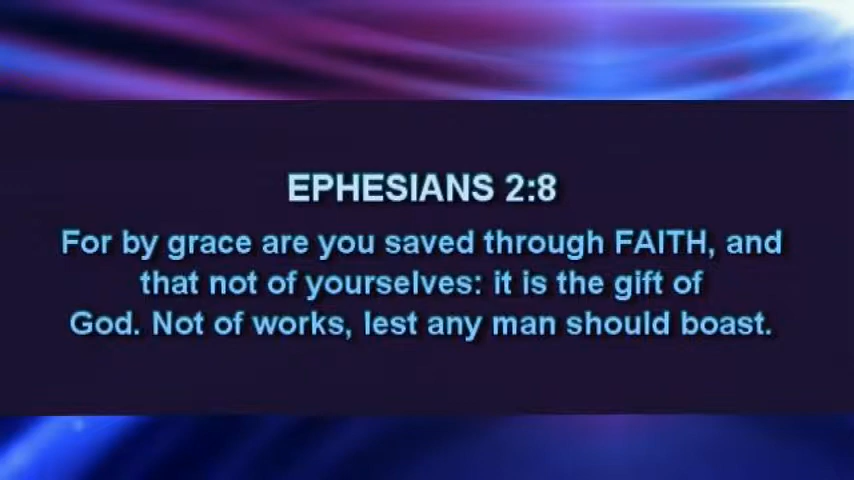 EPHESIANS 2:8
For by grace are you saved through FAITH, and
that not of yourselves: it is the gift of
God. Not of works, lest any man should boast.